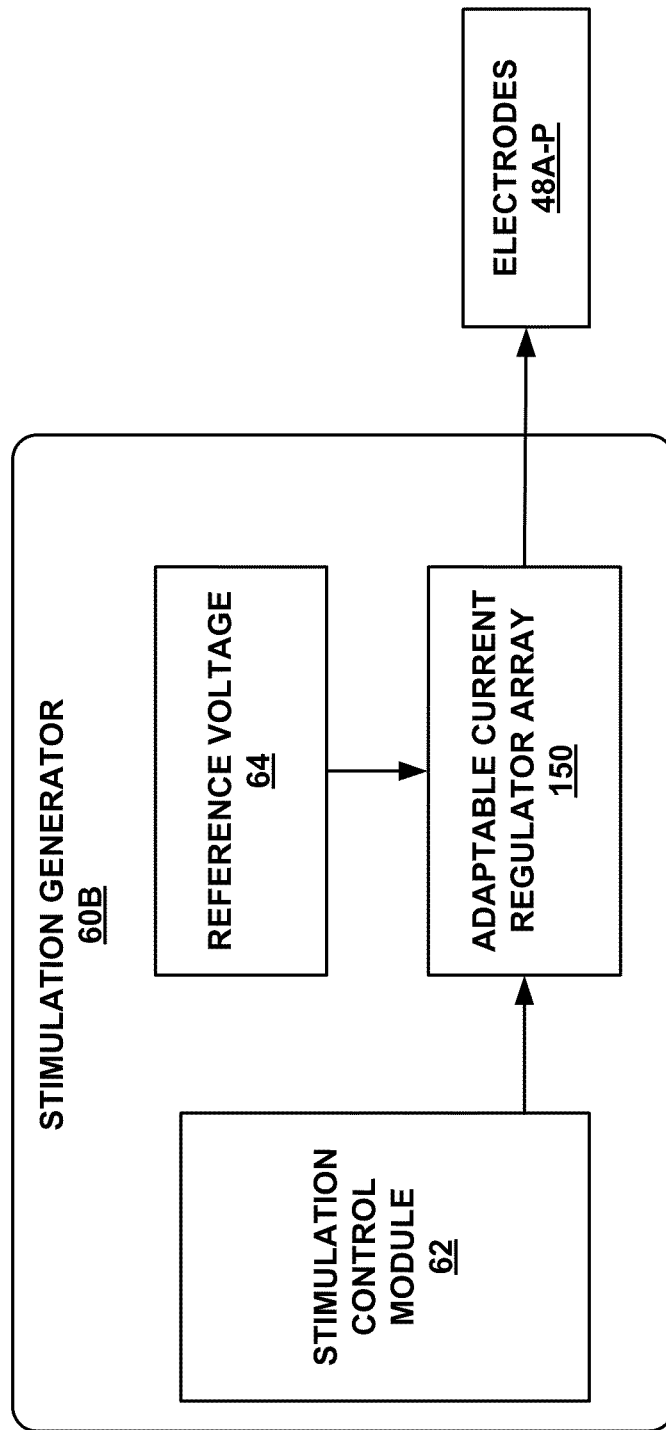 STIMULATION GENERATOR
60B
STIMULATION
CONTROL
MODULE
62
REFERENCE VOLTAGE
64
ADAPTABLE CURRENT
REGULATOR ARRAY
150
ELECTRODES
48A-P